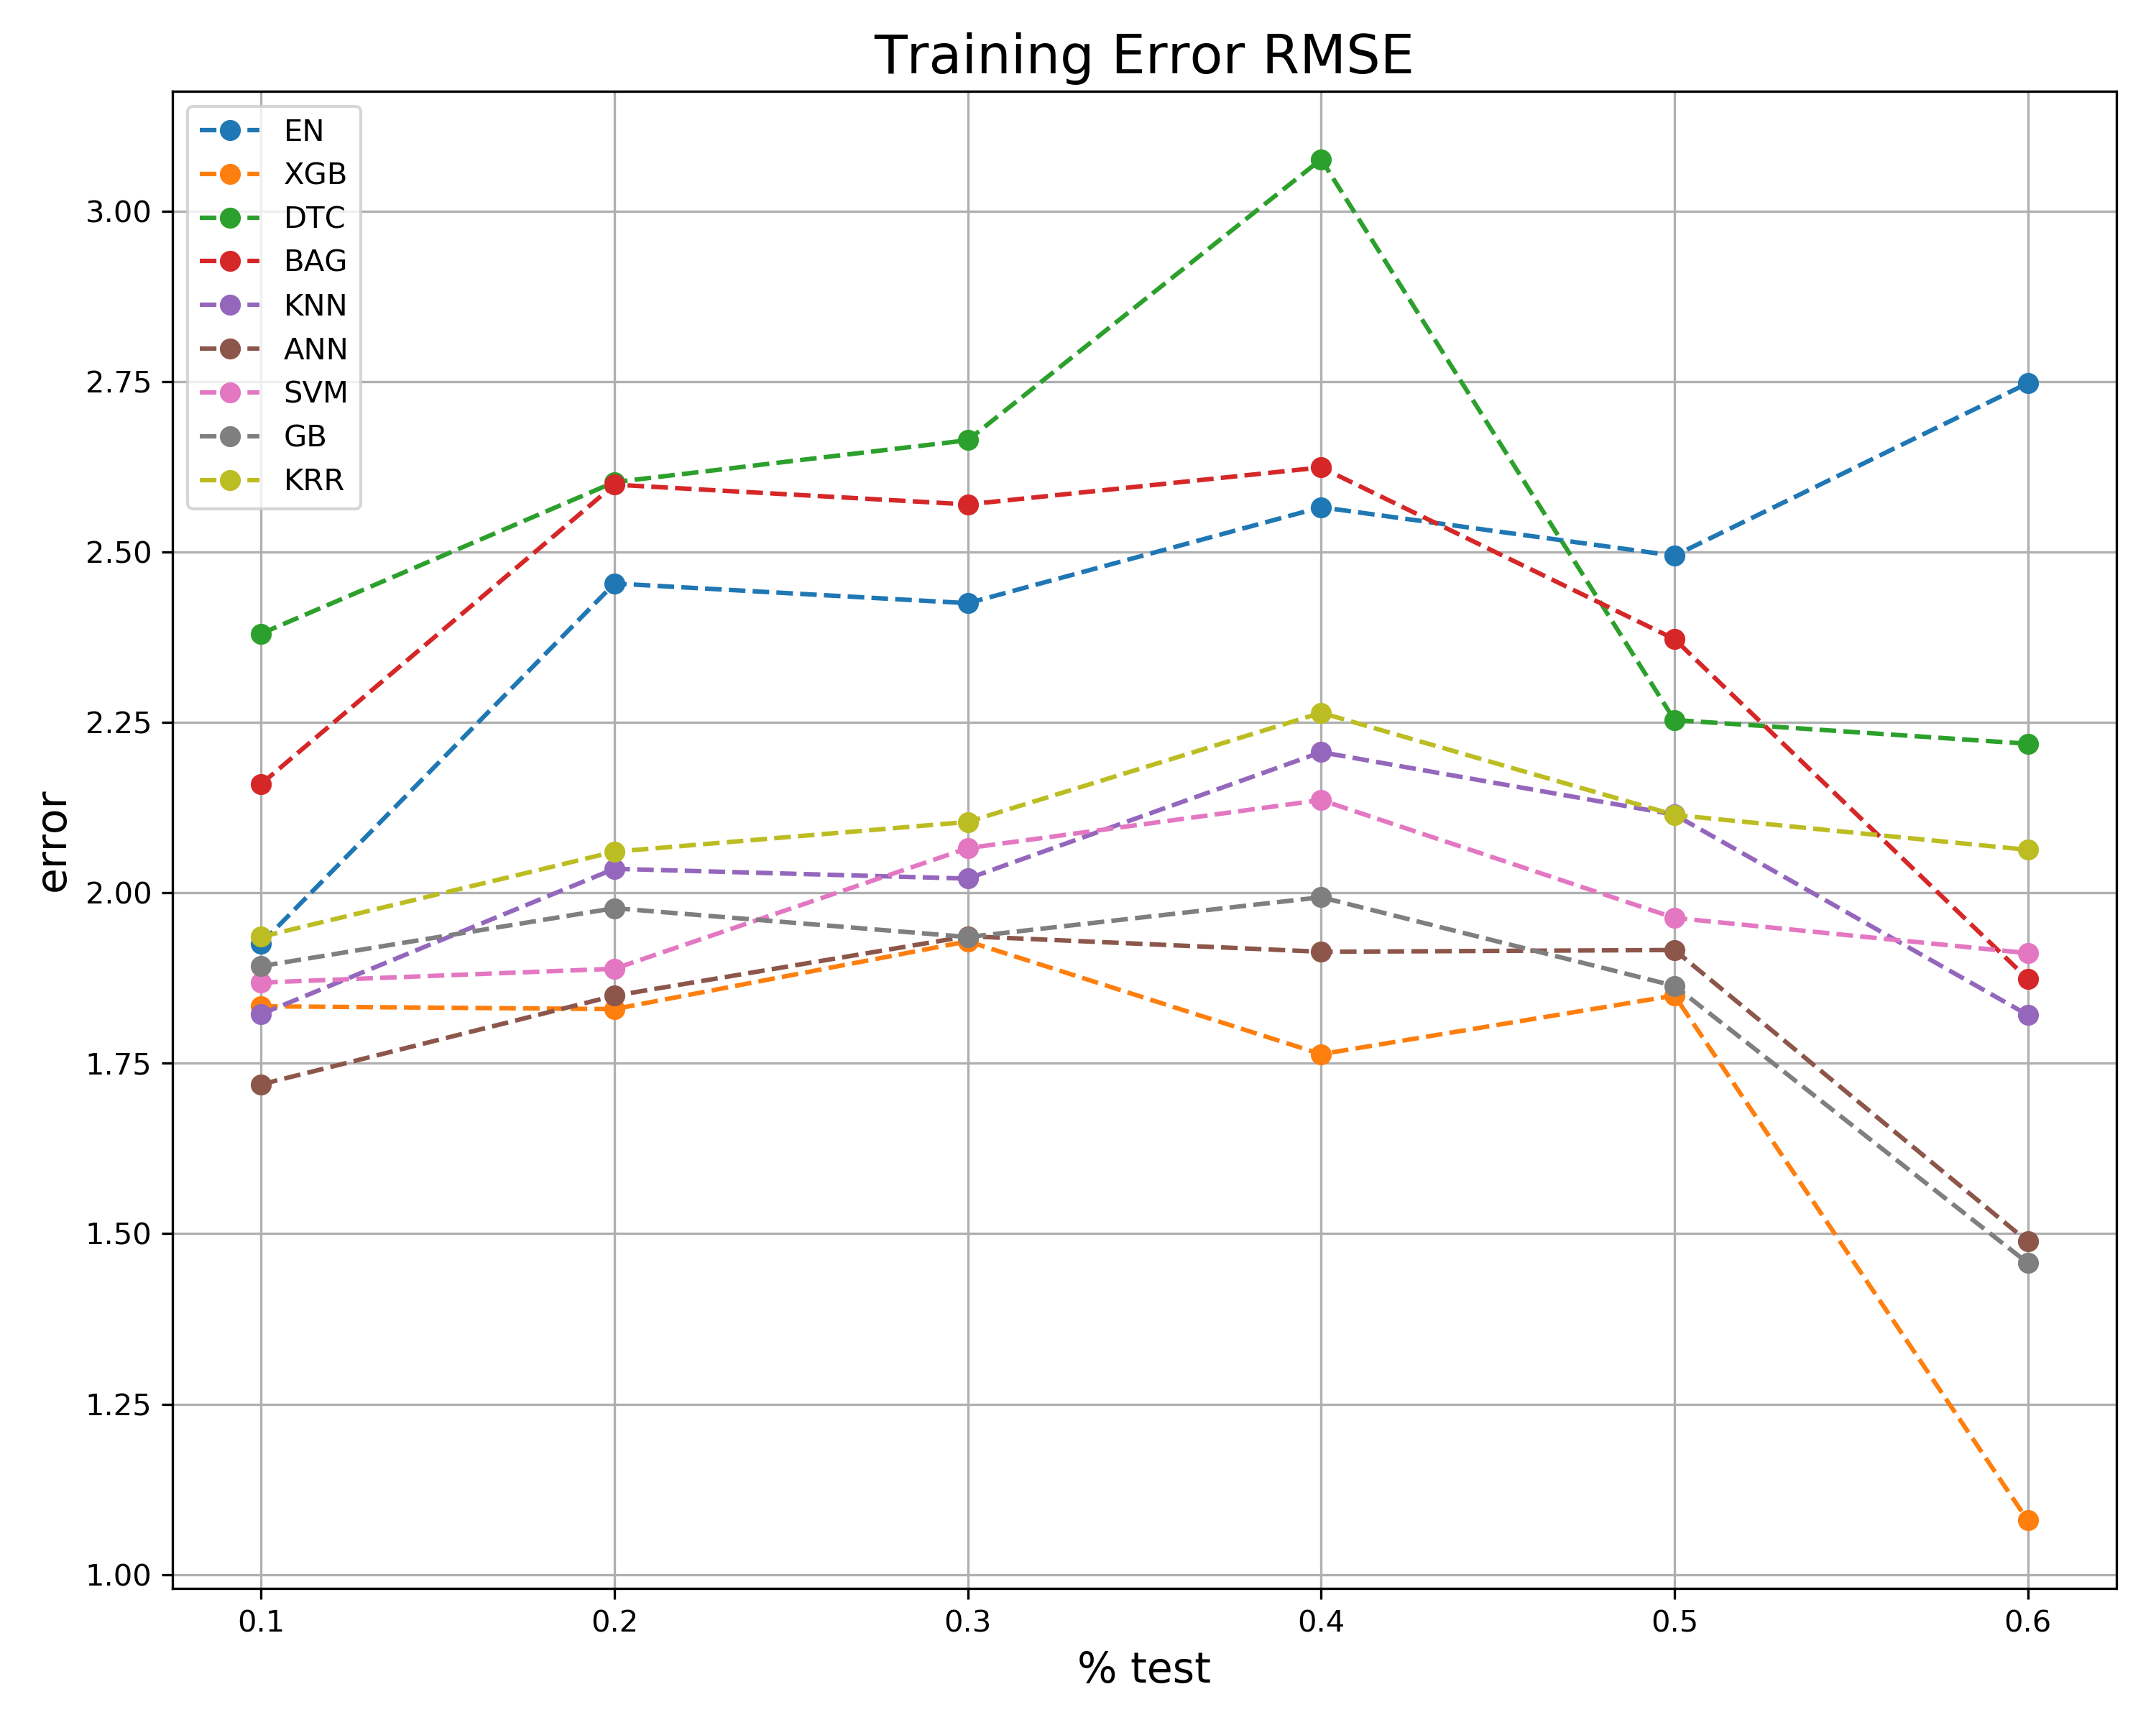 Training Error RMSE
EN
XGB
DTC
BAG
KNN
ANN
SVM
GB
KRR
3.00
2.75
2.50
2.25
2.00
1.75
1.50
1.25
1.00
error
0.1 0.2 0.3 0.4 0.5 0.6
% test